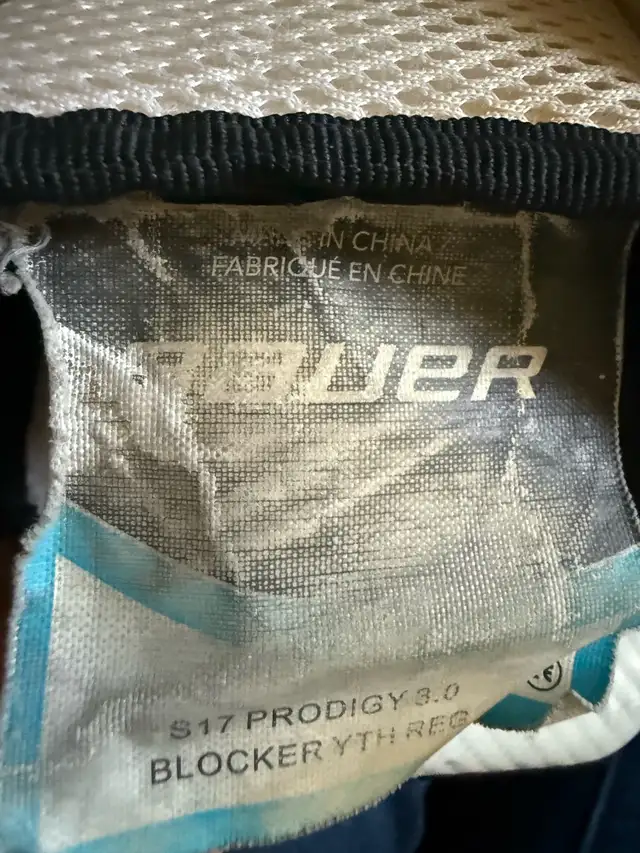 IN CHINA
FABRIQUÉ EN CHINE
BAUER
S17 PRODIGY 3.0
BLOCKER YTH REG